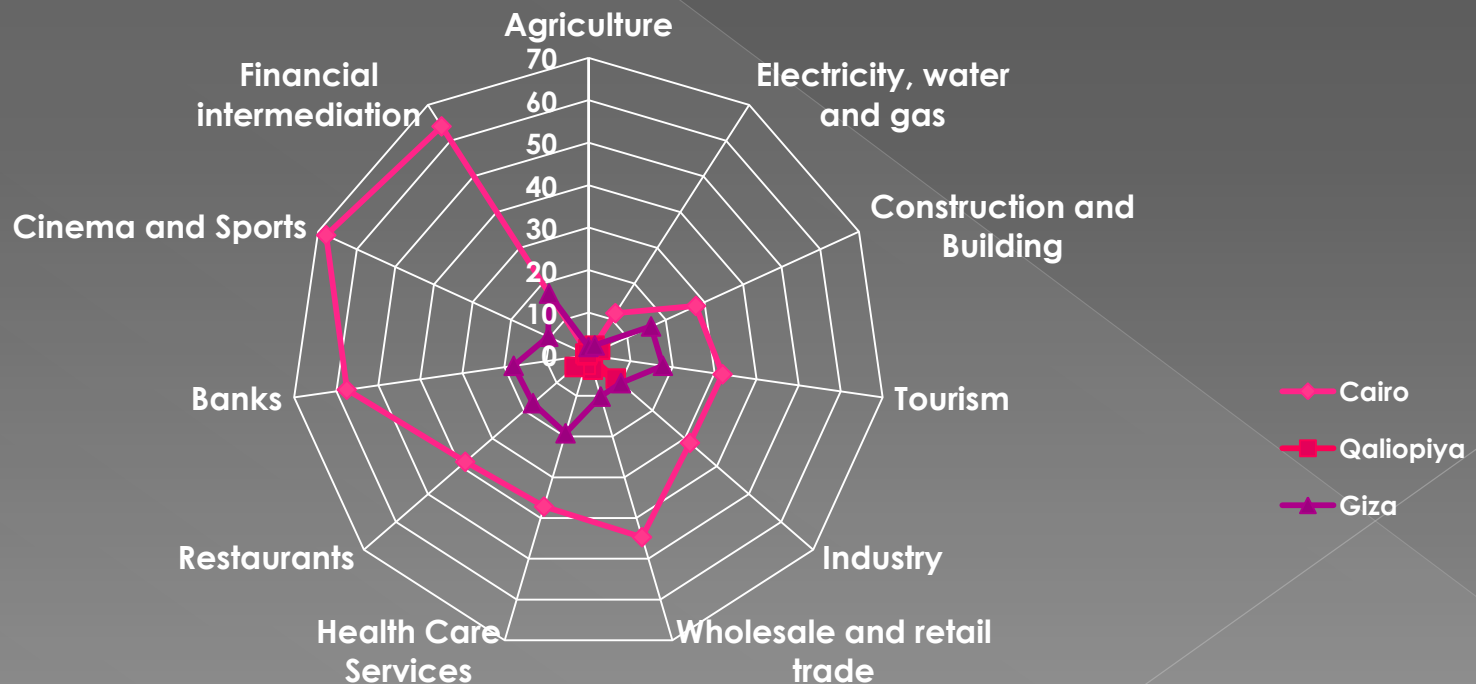 Agriculture
70
60
50
40
30
20
10
0
Electricity, water
and gas
Construction and
Building
Tourism
Industry
Wholesale and retail
trade
Health Care
Services
Restaurants
Banks
Cinema and Sports
Financial
intermediation
Cairo
Qaliopiya
Giza